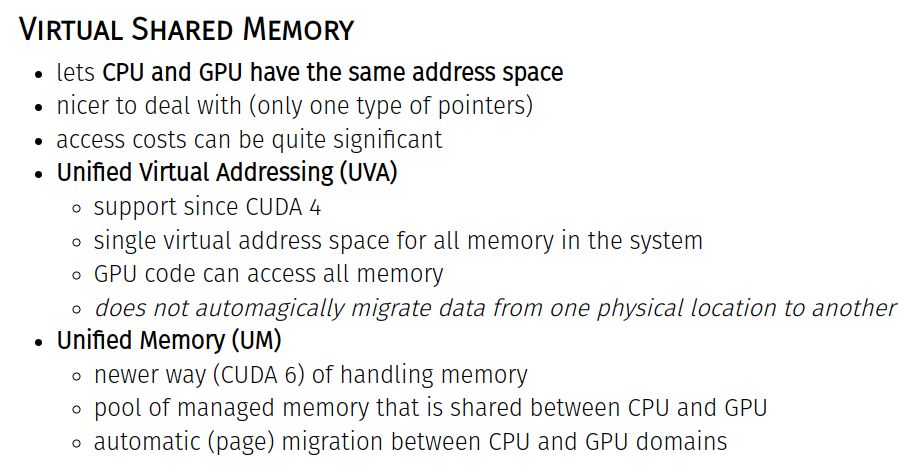 Virtual Shared Memory
• lets CPU and GPU have the same address space
• nicer to deal with (only one type of pointers)
• access costs can be quite significant
• Unified Virtual Addressing (UVA)
◦ support since CUDA 4
◦ single virtual address space for all memory in the system
◦ GPU code can access all memory
◦ does not automagically migrate data from one physical location to another
• Unified Memory (UM)
◦ newer way (CUDA 6) of handling memory
◦ pool of managed memory that is shared between CPU and GPU
◦ automatic (page) migration between CPU and GPU domains